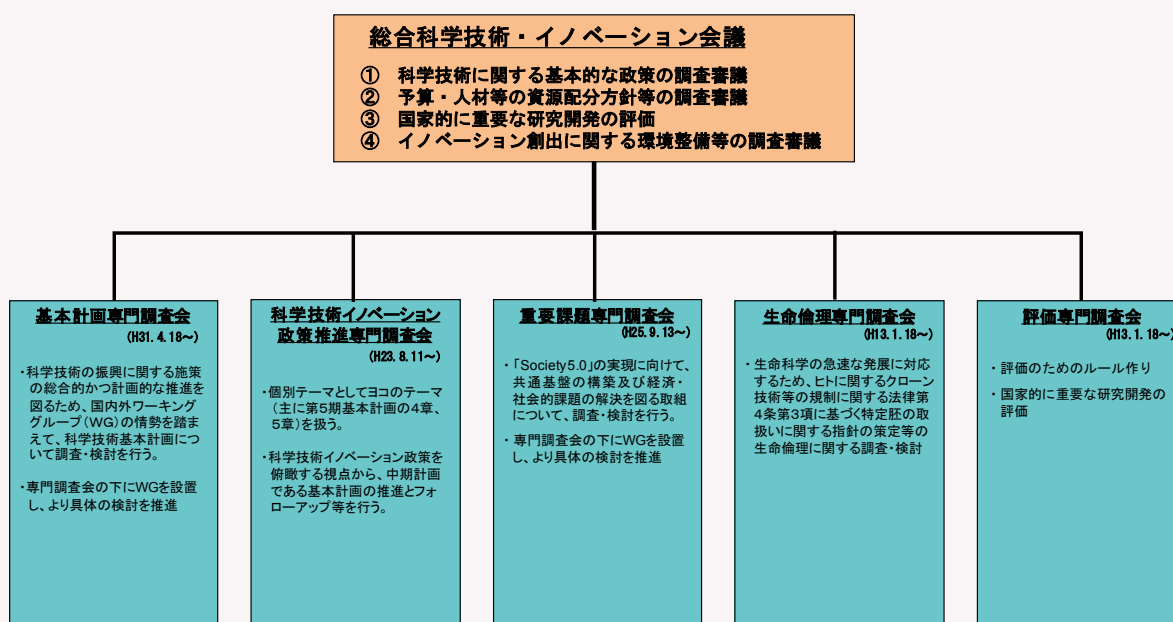 総合科学技術・イノベーション会議
① 科学技術に関する基本的な政策の調査審議
② 予算・人材等の資源配分方針等の調査審議
③ 国家的に重要な研究開発の評価
④ イノベーション創出に関する環境整備等の調査審議
基本計画専門調査会
(H31.4.18~)
・科学技術の振興に関する施策
の総合的かつ計画的な推進を
図るため、国内外ワーキング
グループ(WG)の情勢を踏ま
えて、科学技術基本計画につ
いて調査・検討を行う。
・専門調査会の下にWGを設置
し、より具体の検討を推進
科学技術イノベーション
政策推進専門調査会
(H23.8.11~)
・個別テーマとしてヨコのテーマ
(主に第5期基本計画の4章、
5章)を扱う。
・科学技術イノベーション政策を
俯瞰する視点から、中期計画
である基本計画の推進とフォ
ローアップ等を行う。
重要課題専門調査会
(H25.9.13~)
・「Society5.0」の実現に向けて、
共通基盤の構築及び経済・
社会的課題の解決を図る取組
について、調査・検討を行う。
・専門調査会の下にWGを設置
し、より具体の検討を推進
生命倫理専門調査会
(H13.1.18~)
・生命科学の急速な発展に対応
するため、ヒトに関するクローン
技術等の規制に関する法律第
4条第3項に基づく特定胚の取
扱いに関する指針の策定等の
生命倫理に関する調査・検討
評価専門調査会
(H13.1.18~)
・評価のためのルール作り
・国家的に重要な研究開発の
評価